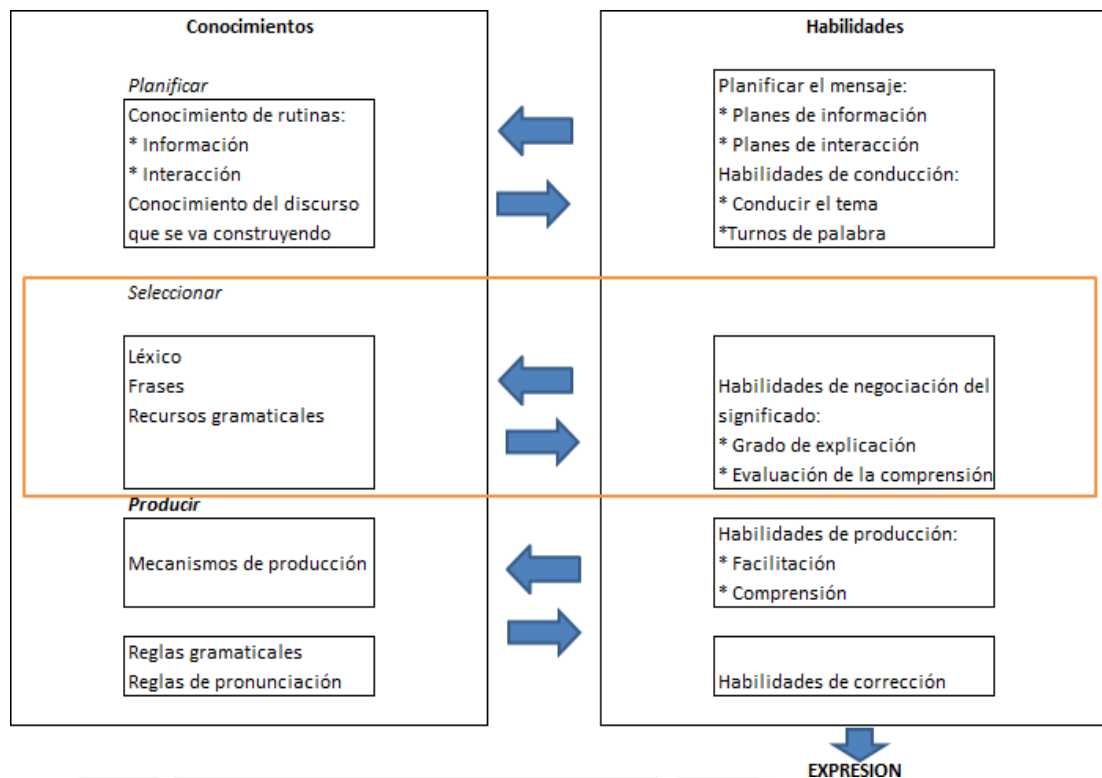 Conocimientos
Planificar
Conocimiento de rutinas:
* Información
* Interacción
Conocimiento del discurso
que se va construyendo
Seleccionar
Léxico
Frases
Recursos gramaticales
Producir
Mecanismos de producción
Reglas gramaticales
Reglas de pronunciación
Habilidades
Planificar el mensaje:
* Planes de información
* Planes de interacción
Habilidades de conducción:
* Conducir el tema
*Turnos de palabra
Habilidades de negociación del
significado:
* Grado de explicación
* Evaluación de la comprensión
Habilidades de producción:
* Facilitación
* Comprensión
Habilidades de corrección
EXPRESION